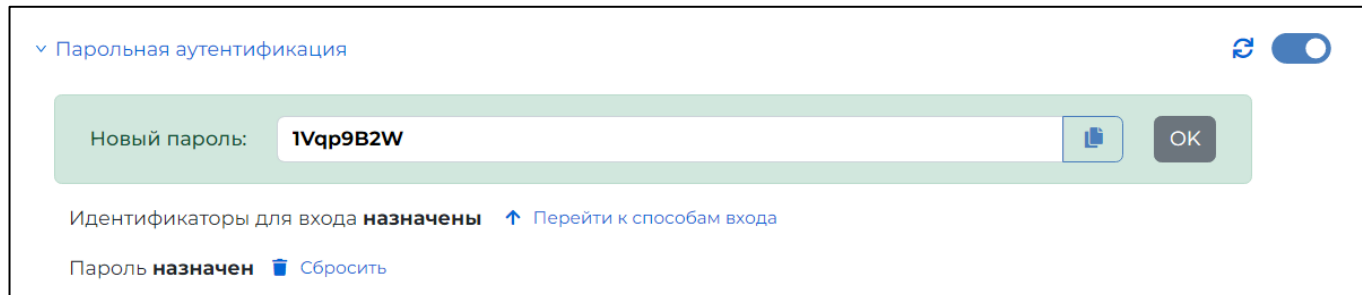 Парольная аутентификация
Новый пароль: 1Vqp9B2W OK
Идентификаторы для входа назначены Перейти к способам входа
Пароль назначен Сбросить